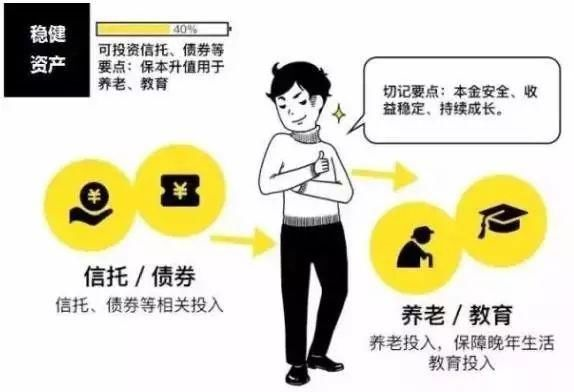 稳健
资产
40%
可投资信托、债券等
要点：保本升值用于
养老、教育
切记要点：本金安全、收
益稳定、持续成长。
¥
¥
信托 / 债券
信托、债券等相关投入
养老 / 教育
养老投入，保障晚年生活
教育投入